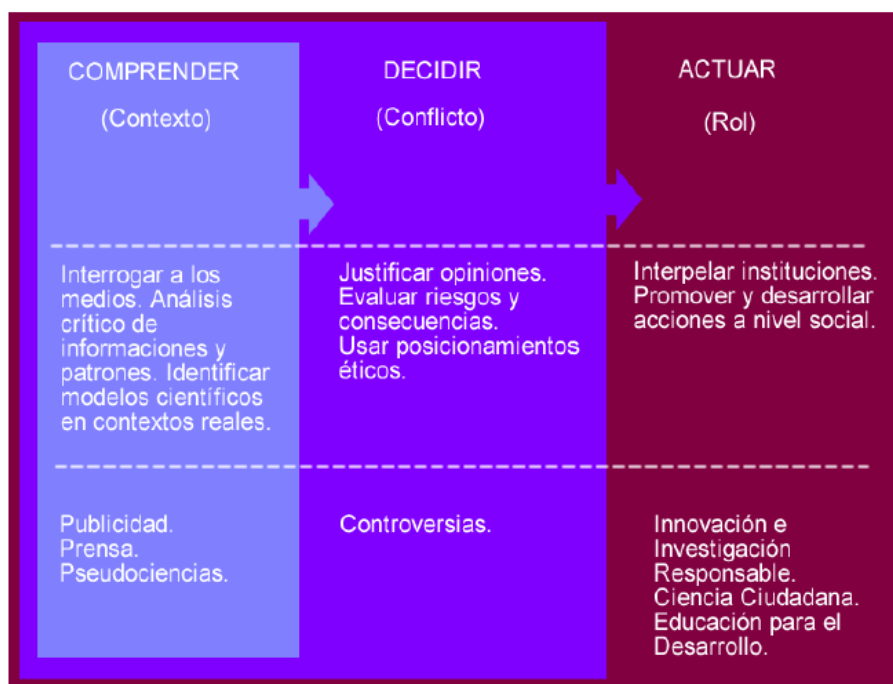 COMPRENDER
(Contexto)
DECIDIR
(Conflicto)
ACTUAR
(Rol)
Interrogar a los
medios. Análisis
crítico de
informaciones y
patrones. Identificar
modelos científicos
en contextos reales.
Justificar opiniones.
Evaluar riesgos y
consecuencias.
Usar posicionamientos
éticos.
Interpelar instituciones.
Promover y desarrollar
acciones a nivel social.
Publicidad.
Prensa.
Pseudociencias.
Controversias.
Innovación e
Investigación
Responsable.
Ciencia Ciudadana.
Educación para el
Desarrollo.